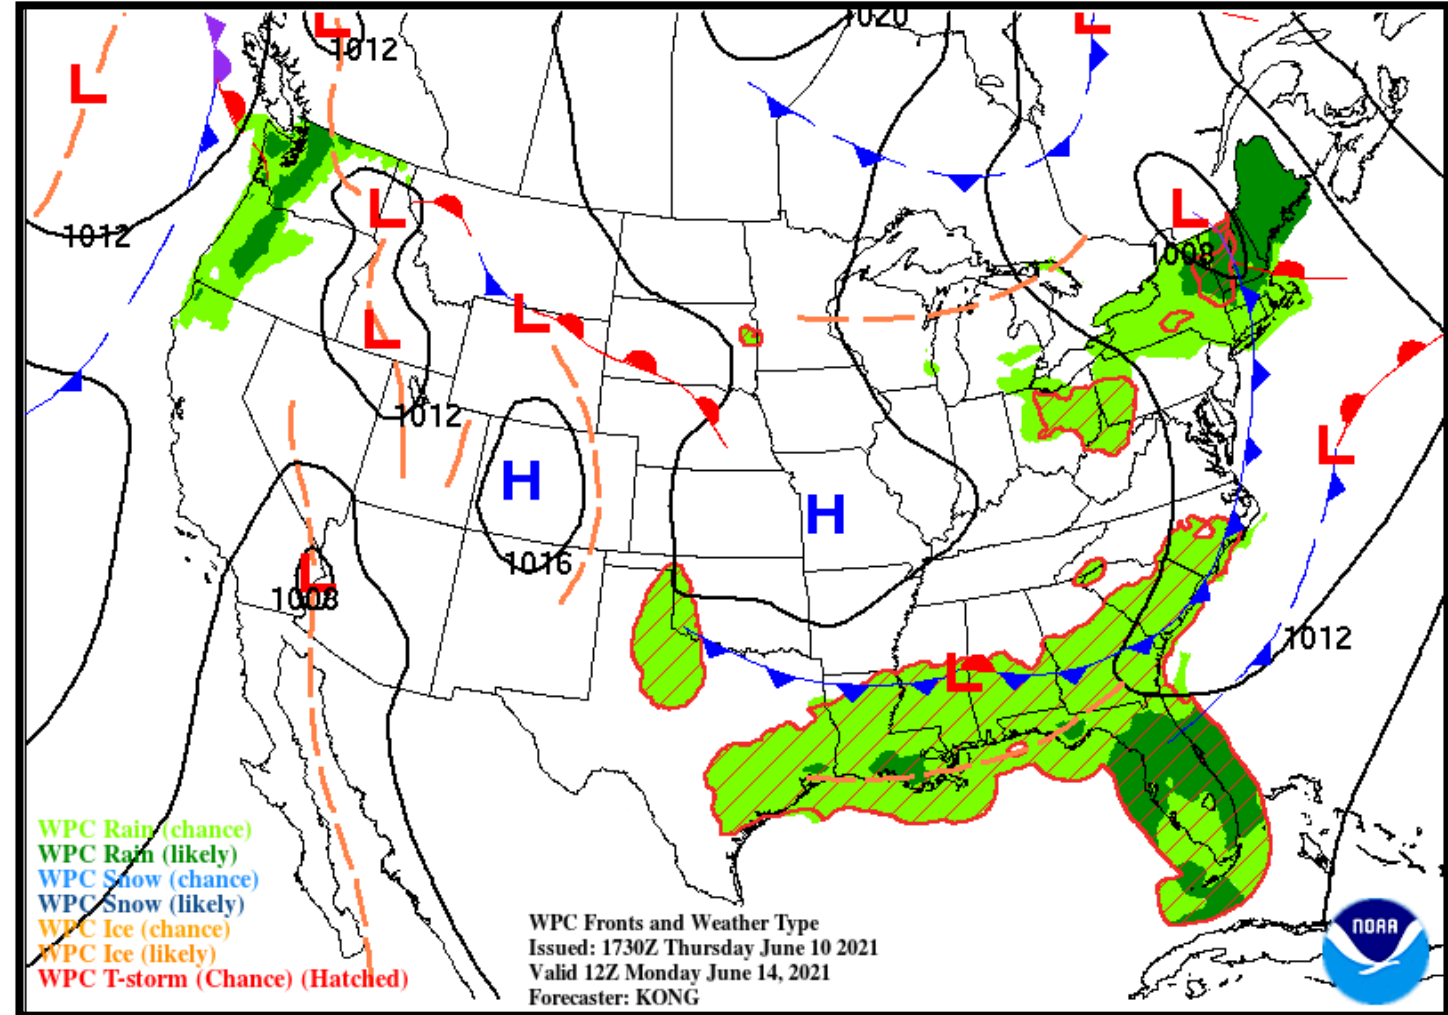 L
1012
1020
L
L
1012
L
L
1008
L
L
1012
L
H
1016
H
L
1008
1012
L
WPC Rain (chance)
WPC Rain (likely)
WPC Snow (chance)
WPC Snow (likely)
WPC Ice (chance)
WPC Ice (likely)
WPC T-storm (Chance) (Hatched)
WPC Fronts and Weather Type
Issued: 1730Z Thursday June 10 2021
Valid 12Z Monday June 14, 2021
Forecaster: KONG
NOAA